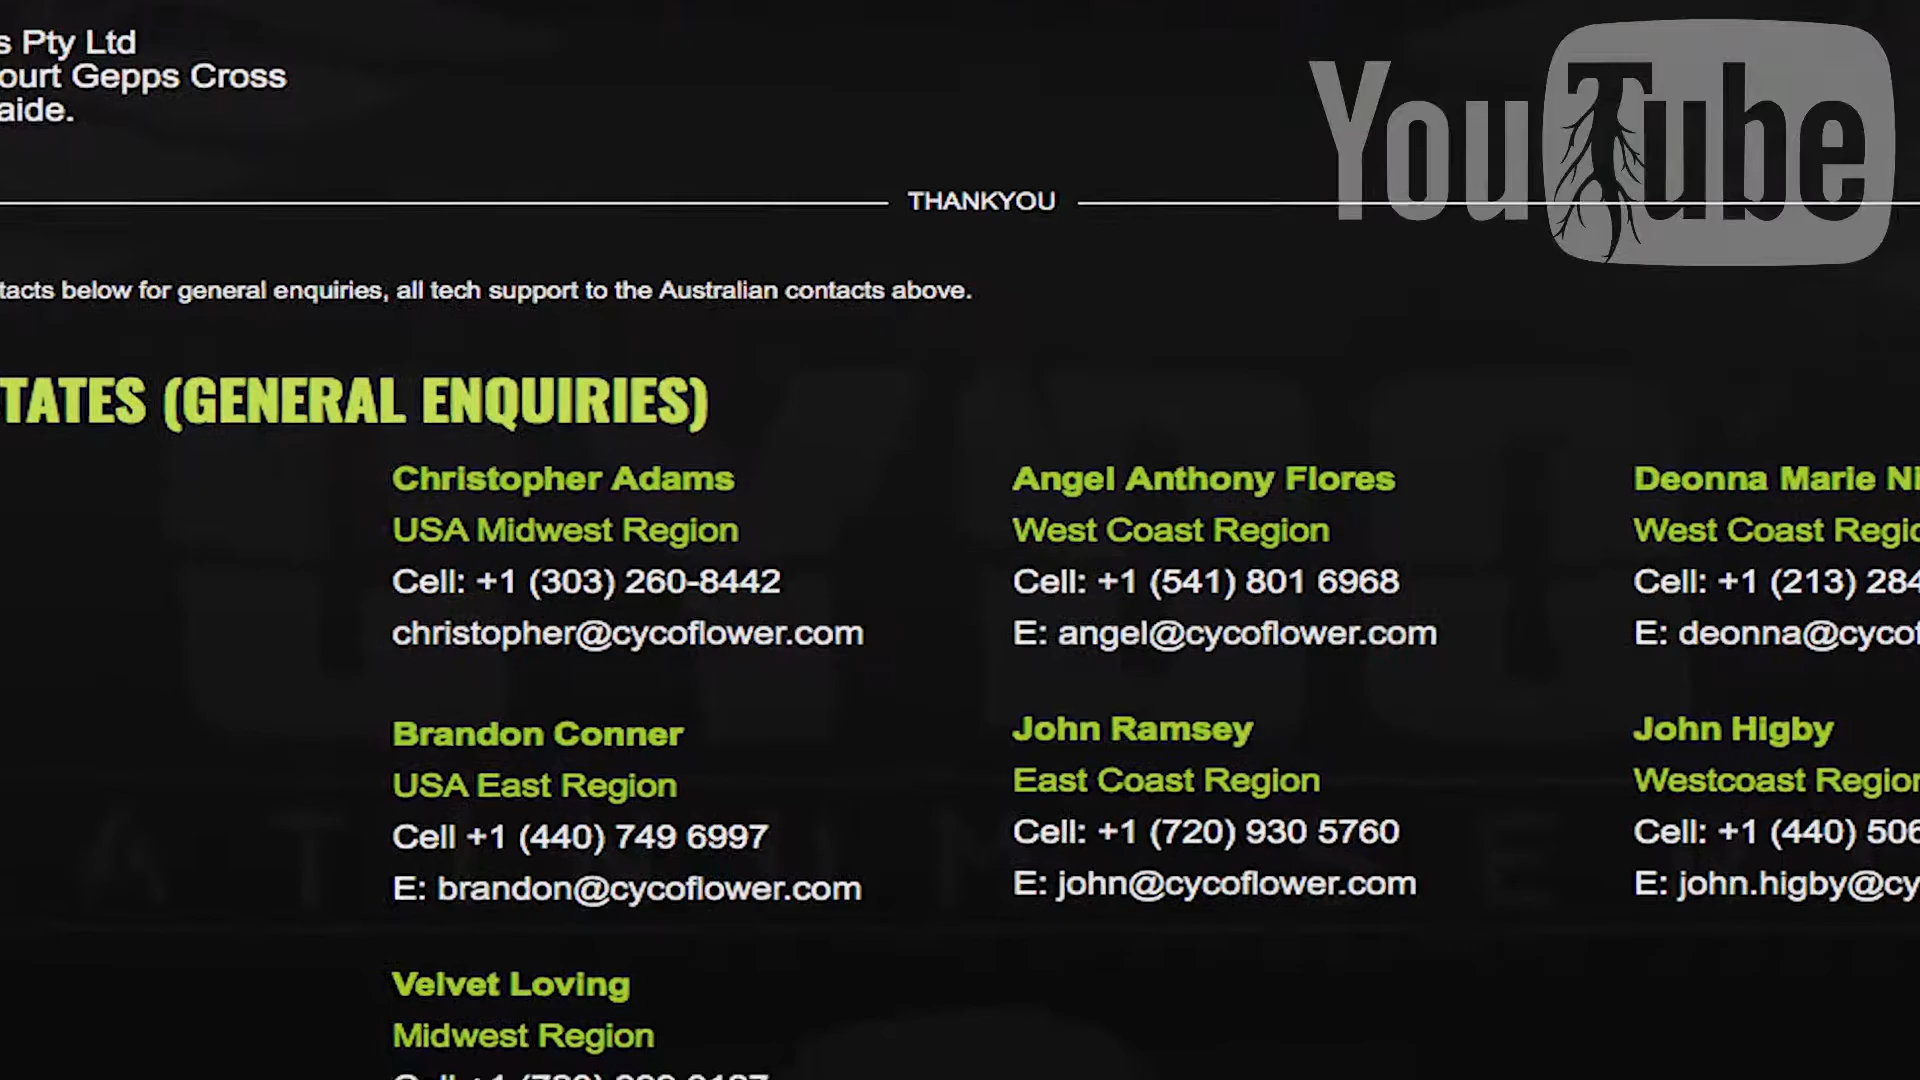 s Pty Ltd
ourt Gepps Cross
aide.
YouTube
THANKYOU
tacts below for general enquiries, all tech support to the Australian contacts above.
TATES (GENERAL ENQUIRIES)
Christopher Adams
USA Midwest Region
Cell: +1 (303) 260-8442
christopher@cycoflower.com
Angel Anthony Flores
West Coast Region
Cell: +1 (541) 801 6968
E: angel@cycoflower.com
Deonna Marie Ni
West Coast Regio
Cell: +1 (213) 284
E: deonna@cycof
Brandon Conner
USA East Region
Cell +1 (440) 749 6997
E: brandon@cycoflower.com
John Ramsey
East Coast Region
Cell: +1 (720) 930 5760
E: john@cycoflower.com
John Higby
Westcoast Region
Cell: +1 (440) 506
E: john.higby@cy
Velvet Loving
Midwest Region